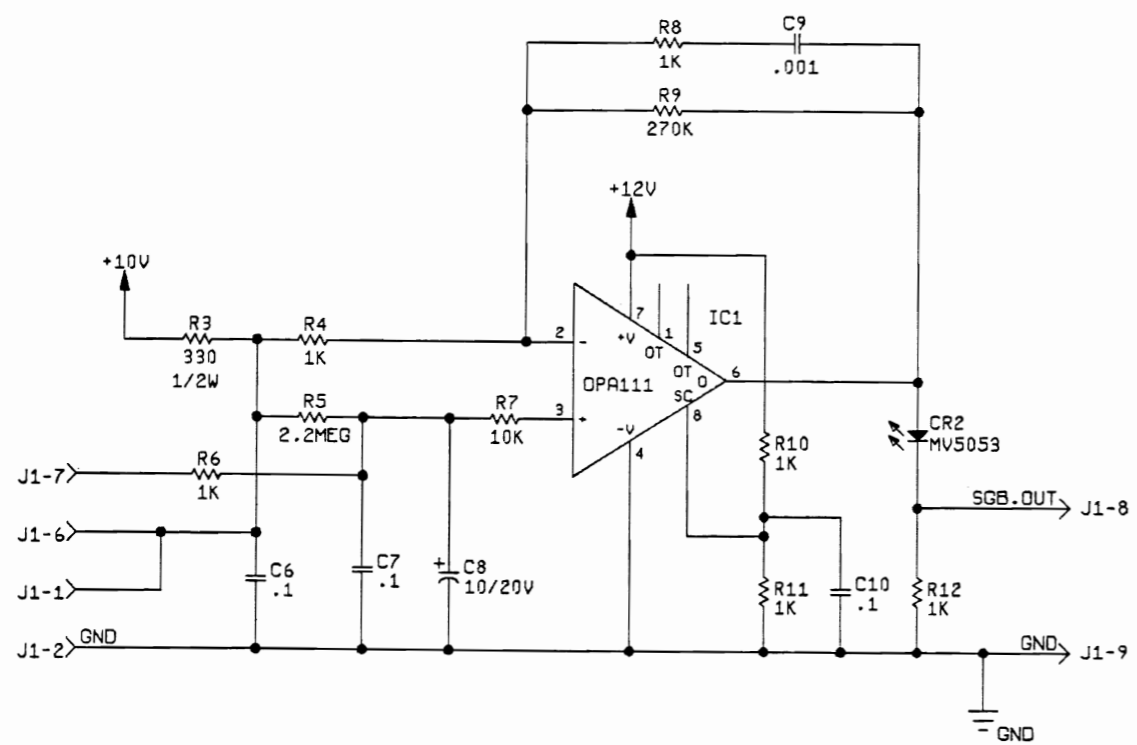 R8
1K
C9
.001
R9
270K
+12V
+10V
R3
330
1/2W
R4
1K
2
-
7
+V
1
OT
IC1
5
OT
6
O
OPA111
SC
8
R5
2.2MEG
R7
10K
3
+
-V
4
R10
1K
CR2
MV5053
J1-7
R6
1K
J1-6
J1-1
C6
.1
C7
.1
+
C8
10/20V
SGB.OUT
J1-8
R11
1K
C10
.1
R12
1K
J1-2
GND
GND
J1-9
GND